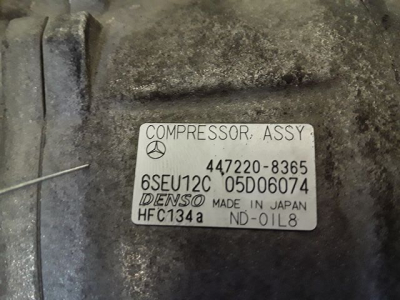 COMPRESSOR ASSY
447220-8365
6SEU12C 05D06074
DENSO MADE IN JAPAN
HFC134a ND-OIL8